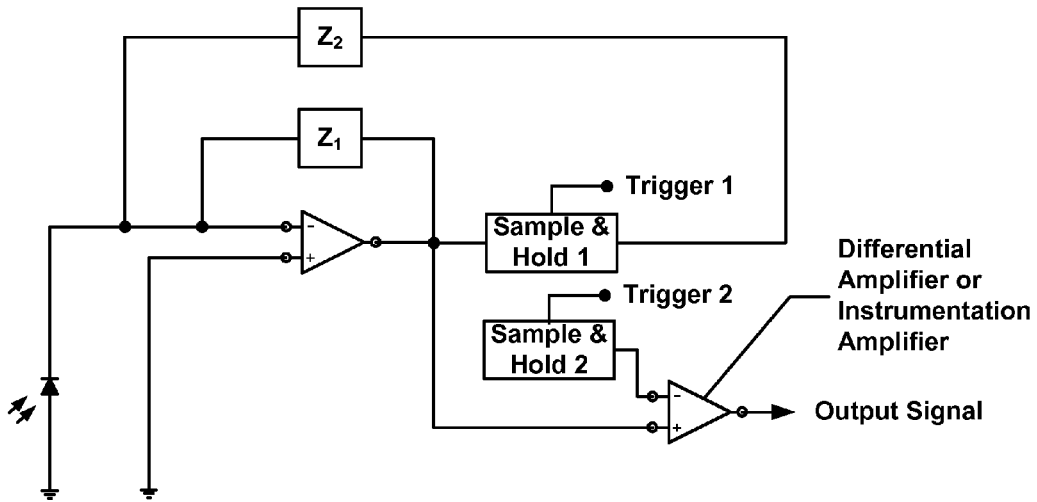 Z2
Z1
Trigger 1
Sample &
Hold 1
-
+
Trigger 2
Sample &
Hold 2
Differential
Amplifier or
Instrumentation
Amplifier
-
+
Output Signal